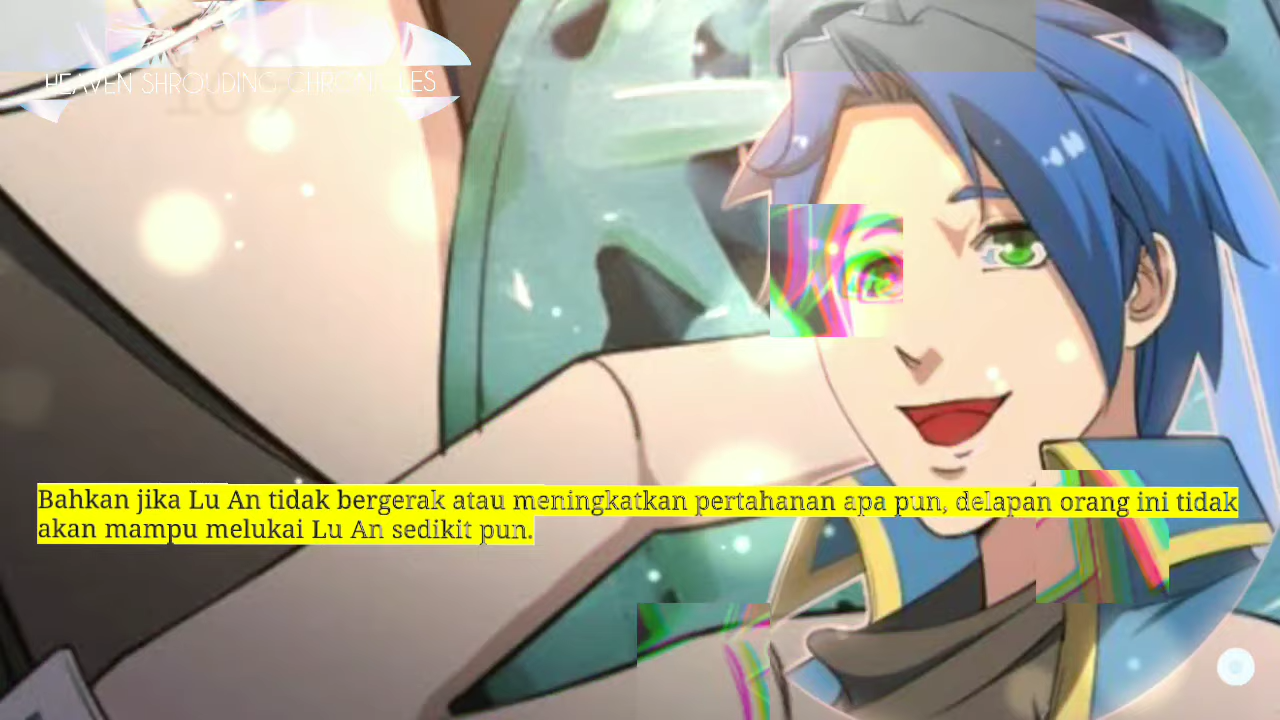 HEAVEN SHROUDING CHRONICLES
169
Bahkan jika Lu An tidak bergerak atau meningkatkan pertahanan apa pun, delapan orang ini tidak
akan mampu melukai Lu An sedikit pun.